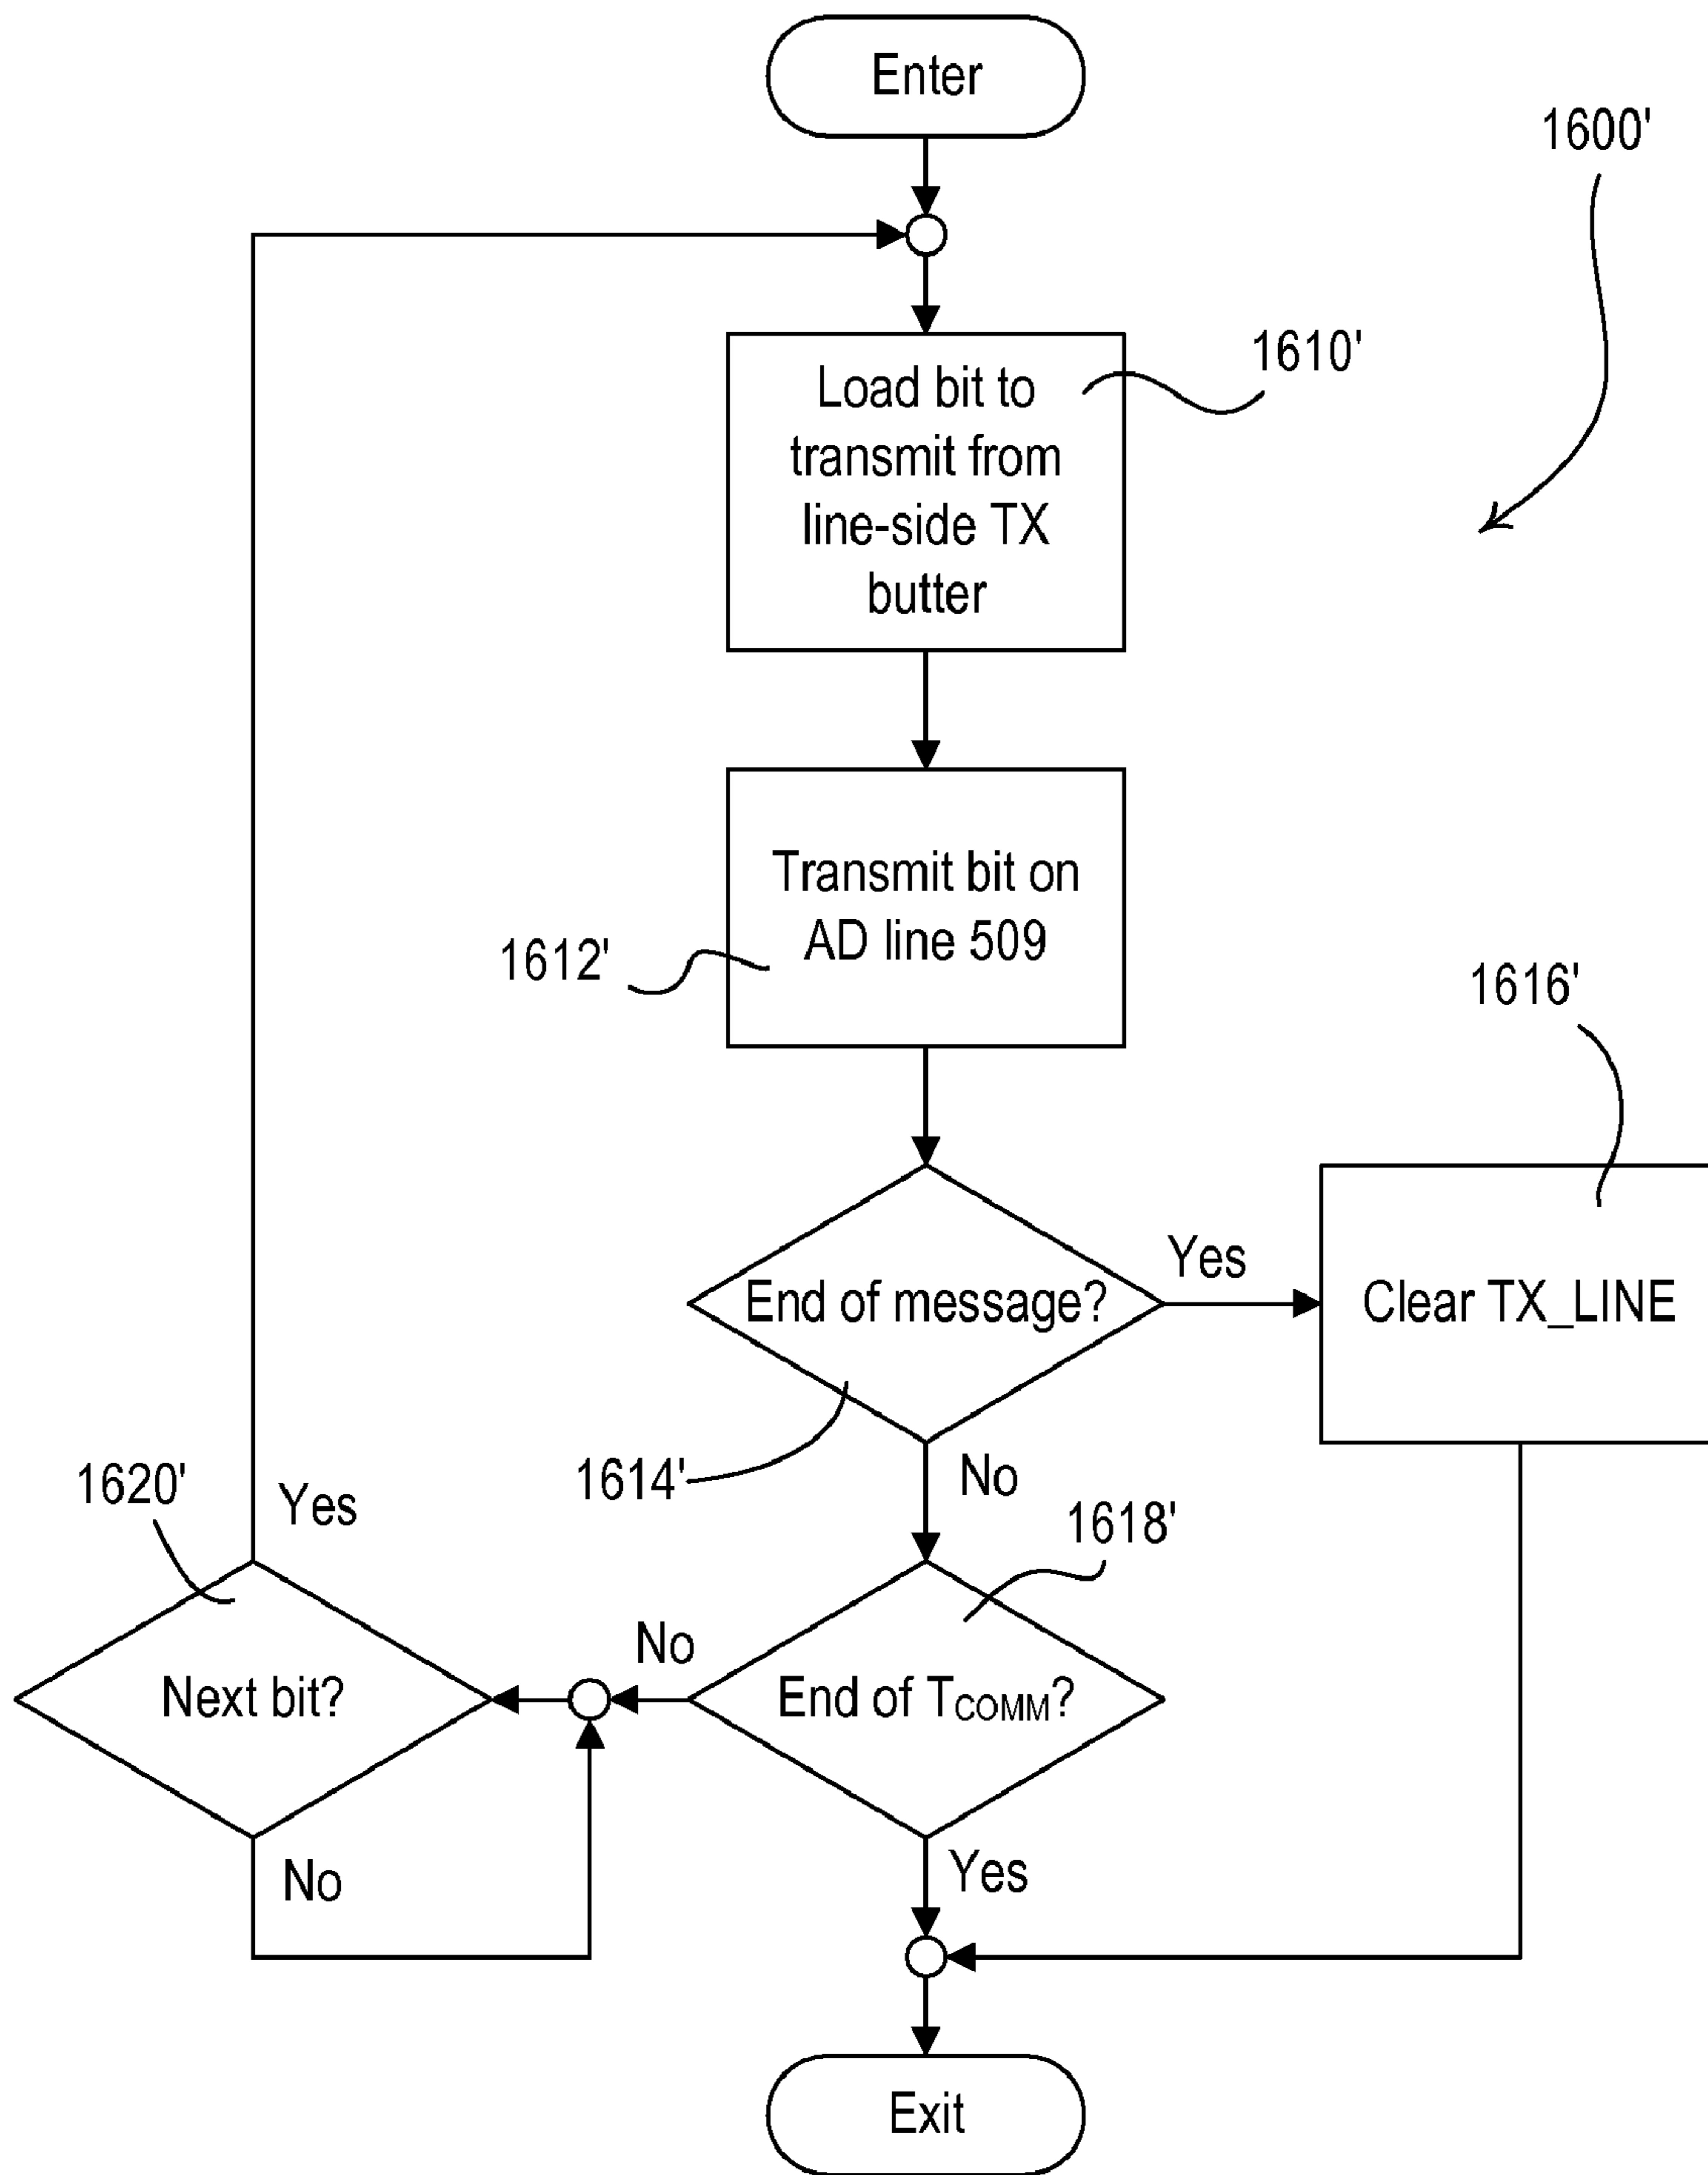 Enter
1600'
Load bit to
transmit from
line-side TX
butter
1610'
Transmit bit on
AD line 509
1612'
1616'
End of message?
Yes
Clear TX_LINE
1614'
No
1618'
1620'
Yes
Next bit?
No
End of TCOMM?
No
Yes
Exit